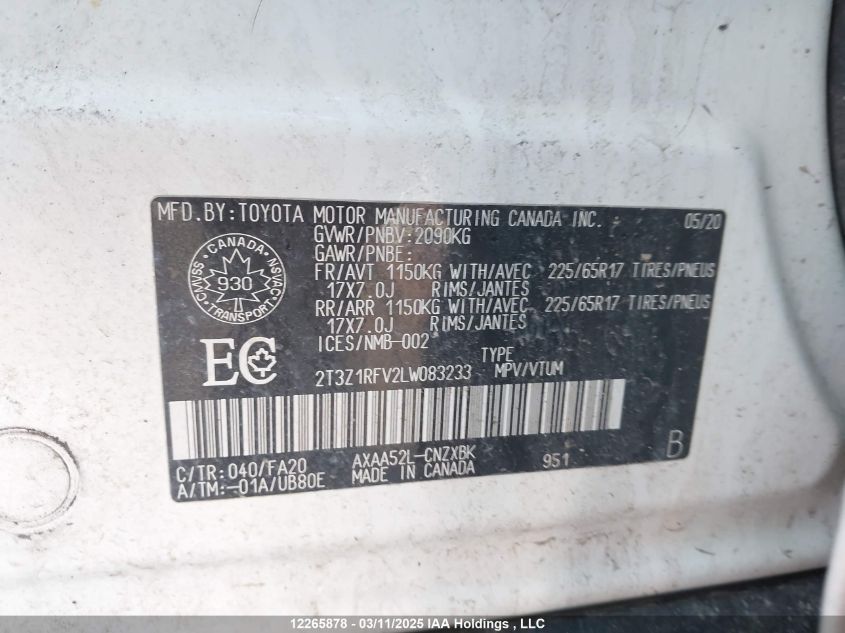 MFD.BY:TOYOTA MOTOR MANUFACTURING CANADA INC. 05/20
GVWR/PNBV:2090KG
GAWR/PNBE:
FR/AVT 1150KG WITH/AVEC 225/65R17 TIRES/PNEUS
17X7.0J RIMS/JANTES
RR/ARR 1150KG WITH/AVEC 225/65R17 TIRES/PNEUS
17X7.0J RIMS/JANTES
ICES/NMB-002
CANADA
CMVSS
NSVAC
930
TRANSPORT
EC
TYPE
2T3Z1RFV2LW083233 MPV/VTUM
B
C/TR: 040/FA20 AXAA52L-CNZXBK 951
A/TM:-01A/UB80E MADE IN CANADA
12265878 - 03/11/2025 IAA Holdings , LLC